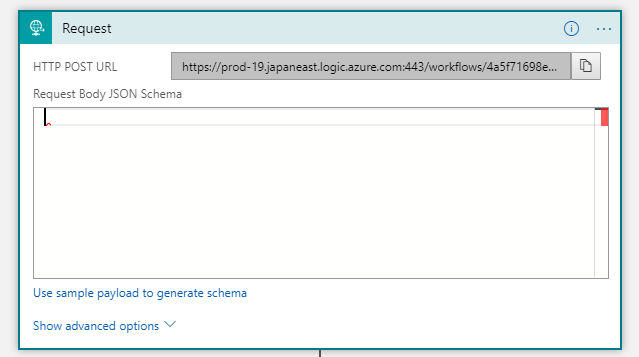 Request
HTTP POST URL
https://prod-19.japaneast.logic.azure.com:443/workflows/4a5f71698e...
Request Body JSON Schema
Use sample payload to generate schema
Show advanced options